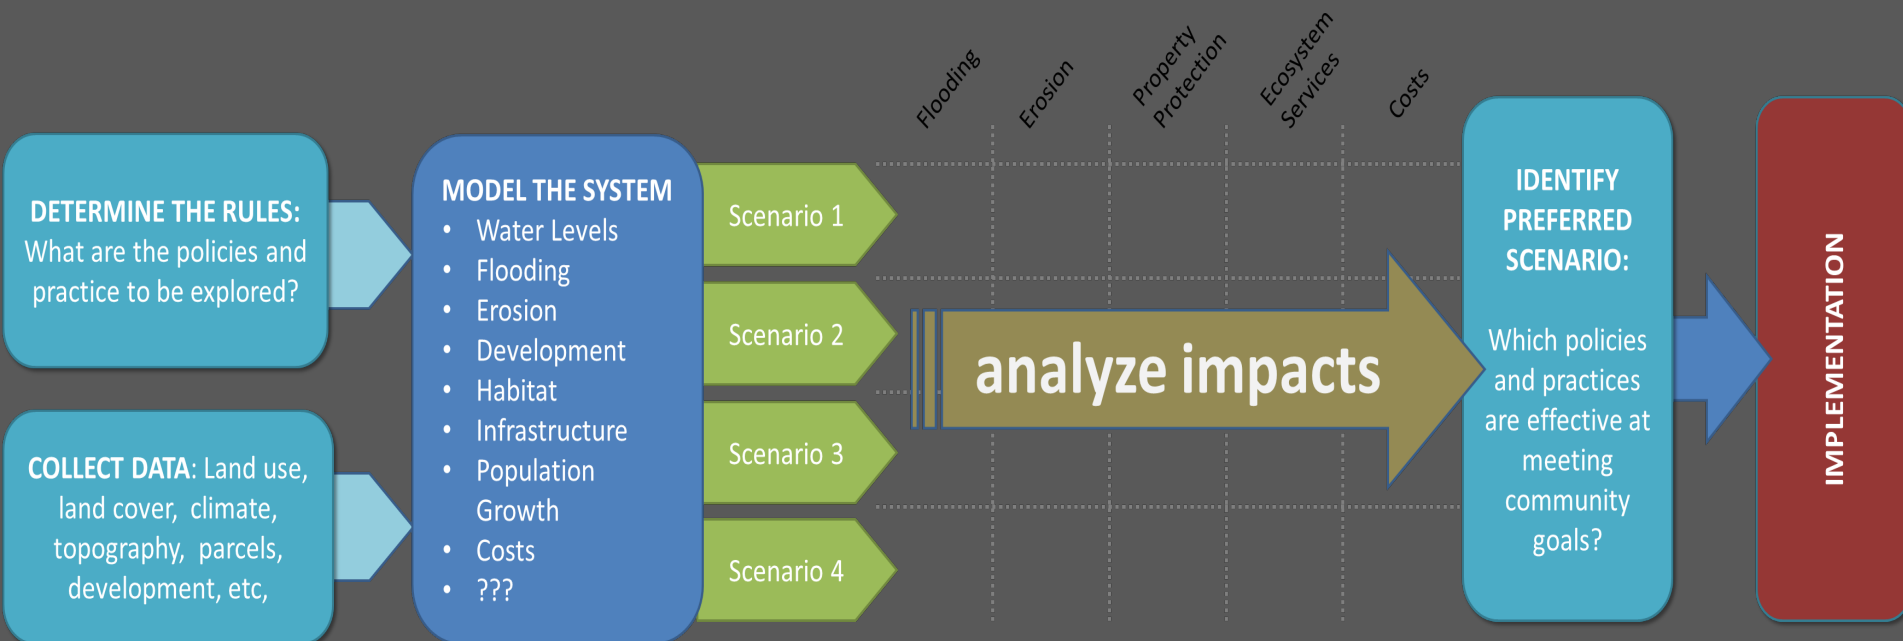 DETERMINE THE RULES:
What are the policies and
practice to be explored?
COLLECT DATA: Land use,
land cover, climate,
topography, parcels,
development, etc,
MODEL THE SYSTEM
• Water Levels
• Flooding
• Erosion
• Development
• Habitat
• Infrastructure
• Population
Growth
• Costs
• ???
Scenario 1
Scenario 2
Scenario 3
Scenario 4
Flooding
Erosion
Property
Protection
Ecosystem
Services
Costs
analyze impacts
IDENTIFY
PREFERRED
SCENARIO:
Which policies
and practices
are effective at
meeting
community
goals?
IMPLEMENTATION